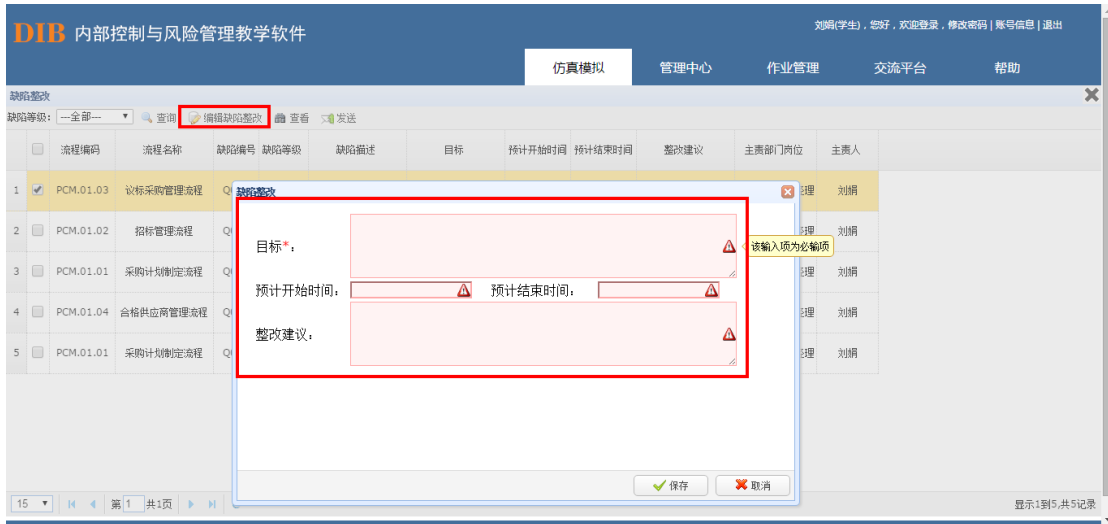 DIB 内部控制与风险管理教学软件
刘娟(学生)，您好，欢迎登录，修改密码 | 账号信息 | 退出
仿真模拟 管理中心 作业管理 交流平台 帮助
缺陷整改
缺陷等级： ---全部--- 查询 编辑缺陷整改 查看 发送
流程编码 流程名称 缺陷编号 缺陷等级 缺陷描述 目标 预计开始时间 预计结束时间 整改建议 主责部门岗位 主责人
1 PCM.01.03 议标采购管理流程 理 刘娟
缺陷整改
2 PCM.01.02 招标管理流程 理 刘娟
目标*：
该输入项为必输项
3 PCM.01.01 采购计划制定流程 理 刘娟
预计开始时间： 预计结束时间：
4 PCM.01.04 合格供应商管理流程 理 刘娟
整改建议：
5 PCM.01.01 采购计划制定流程 理 刘娟
保存 取消
15 第 1 共1页 显示1到5,共5记录